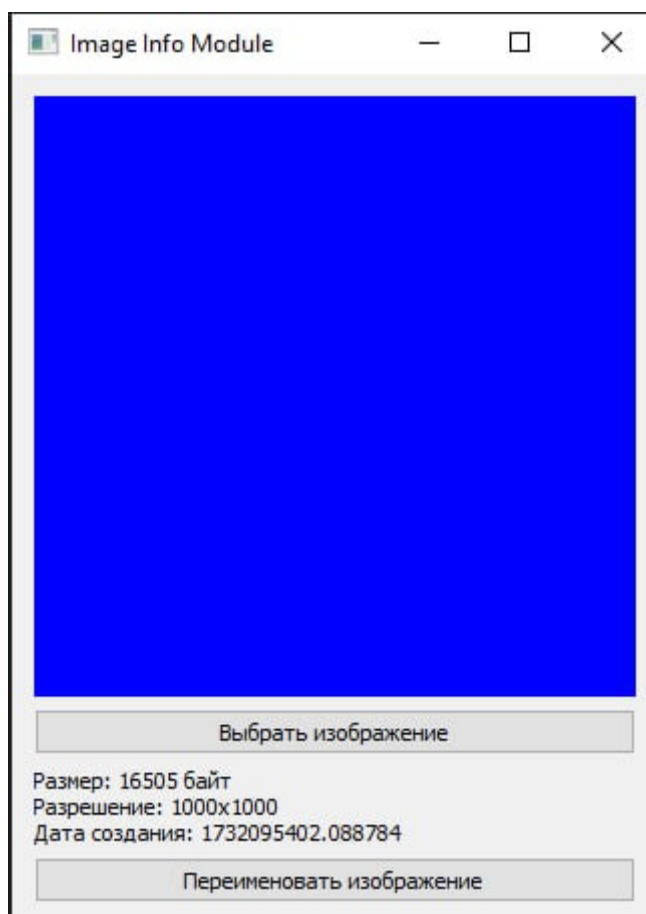 Image Info Module
Выбрать изображение
Размер: 16505 байт
Разрешение: 1000x1000
Дата создания: 1732095402.088784
Переименовать изображение